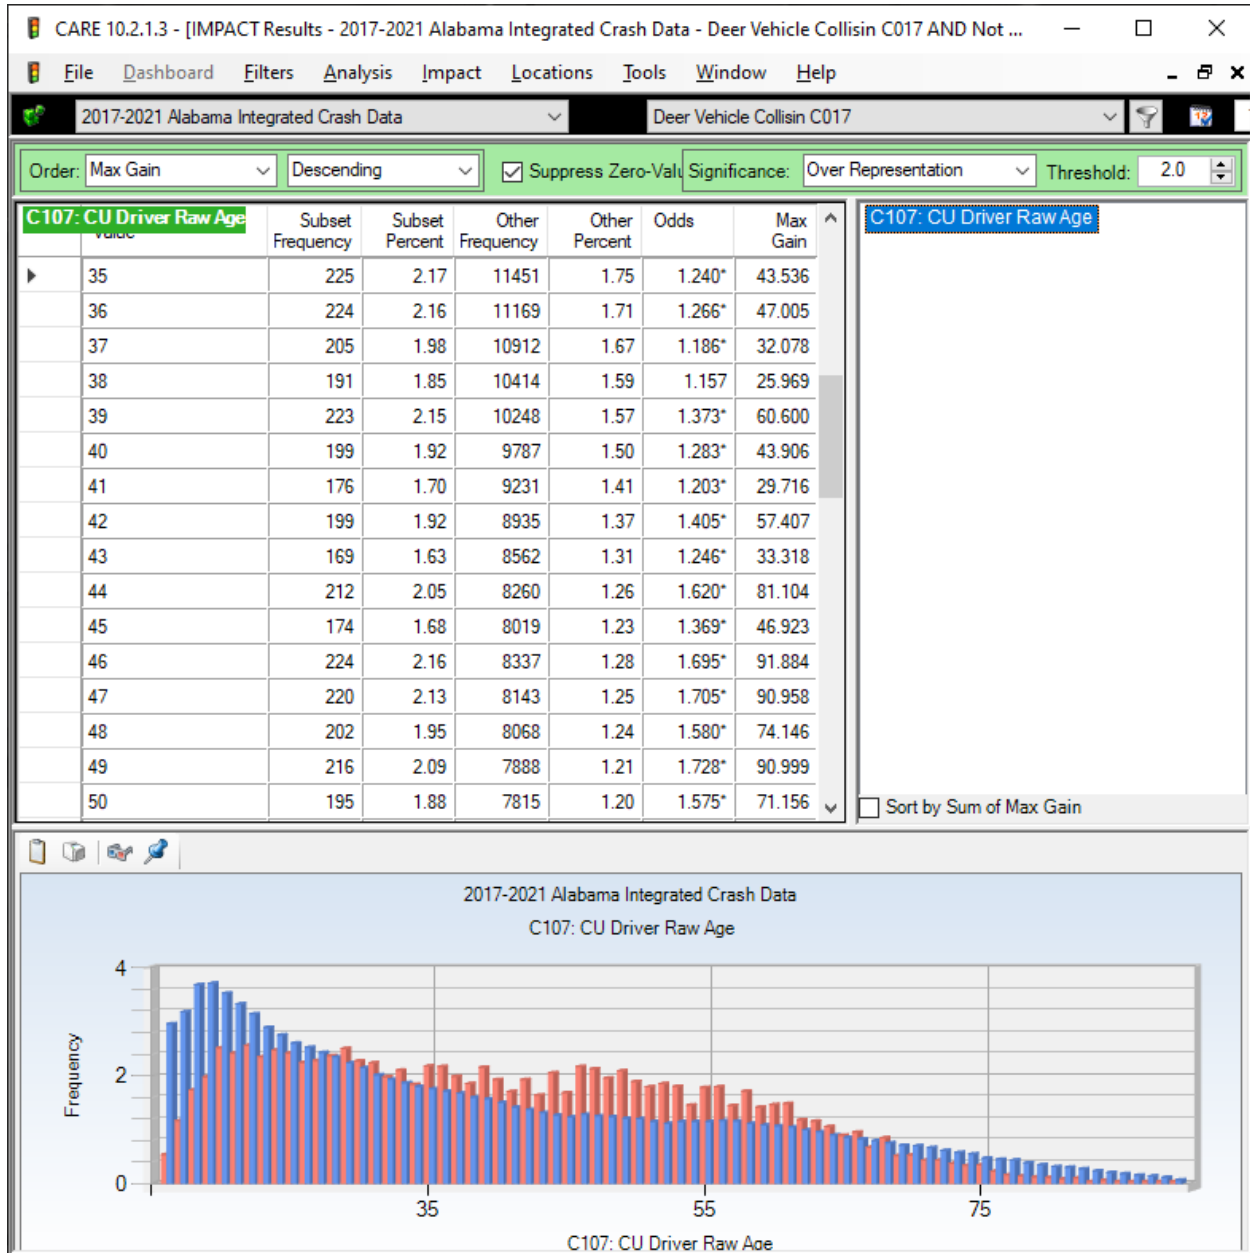 CARE 10.2.1.3 - [IMPACT Results - 2017-2021 Alabama Integrated Crash Data - Deer Vehicle Collisin C017 AND Not ...
File Dashboard Filters Analysis Impact Locations Tools Window Help
2017-2021 Alabama Integrated Crash Data Deer Vehicle Collisin C017
Order: Max Gain Descending Suppress Zero-Valu Significance: Over Representation Threshold: 2.0
C107: CU Driver Raw Age Subset Frequency Subset Percent Other Frequency Other Percent Odds Max Gain
35 225 2.17 11451 1.75 1.240* 43.536
36 224 2.16 11169 1.71 1.266* 47.005
37 205 1.98 10912 1.67 1.186* 32.078
38 191 1.85 10414 1.59 1.157 25.969
39 223 2.15 10248 1.57 1.373* 60.600
40 199 1.92 9787 1.50 1.283* 43.906
41 176 1.70 9231 1.41 1.203* 29.716
42 199 1.92 8935 1.37 1.405* 57.407
43 169 1.63 8562 1.31 1.246* 33.318
44 212 2.05 8260 1.26 1.620* 81.104
45 174 1.68 8019 1.23 1.369* 46.923
46 224 2.16 8337 1.28 1.695* 91.884
47 220 2.13 8143 1.25 1.705* 90.958
48 202 1.95 8068 1.24 1.580* 74.146
49 216 2.09 7888 1.21 1.728* 90.999
50 195 1.88 7815 1.20 1.575* 71.156
C107: CU Driver Raw Age
Sort by Sum of Max Gain
2017-2021 Alabama Integrated Crash Data
C107: CU Driver Raw Age
Frequency
4
2
0
35 55 75
C107: CU Driver Raw Age